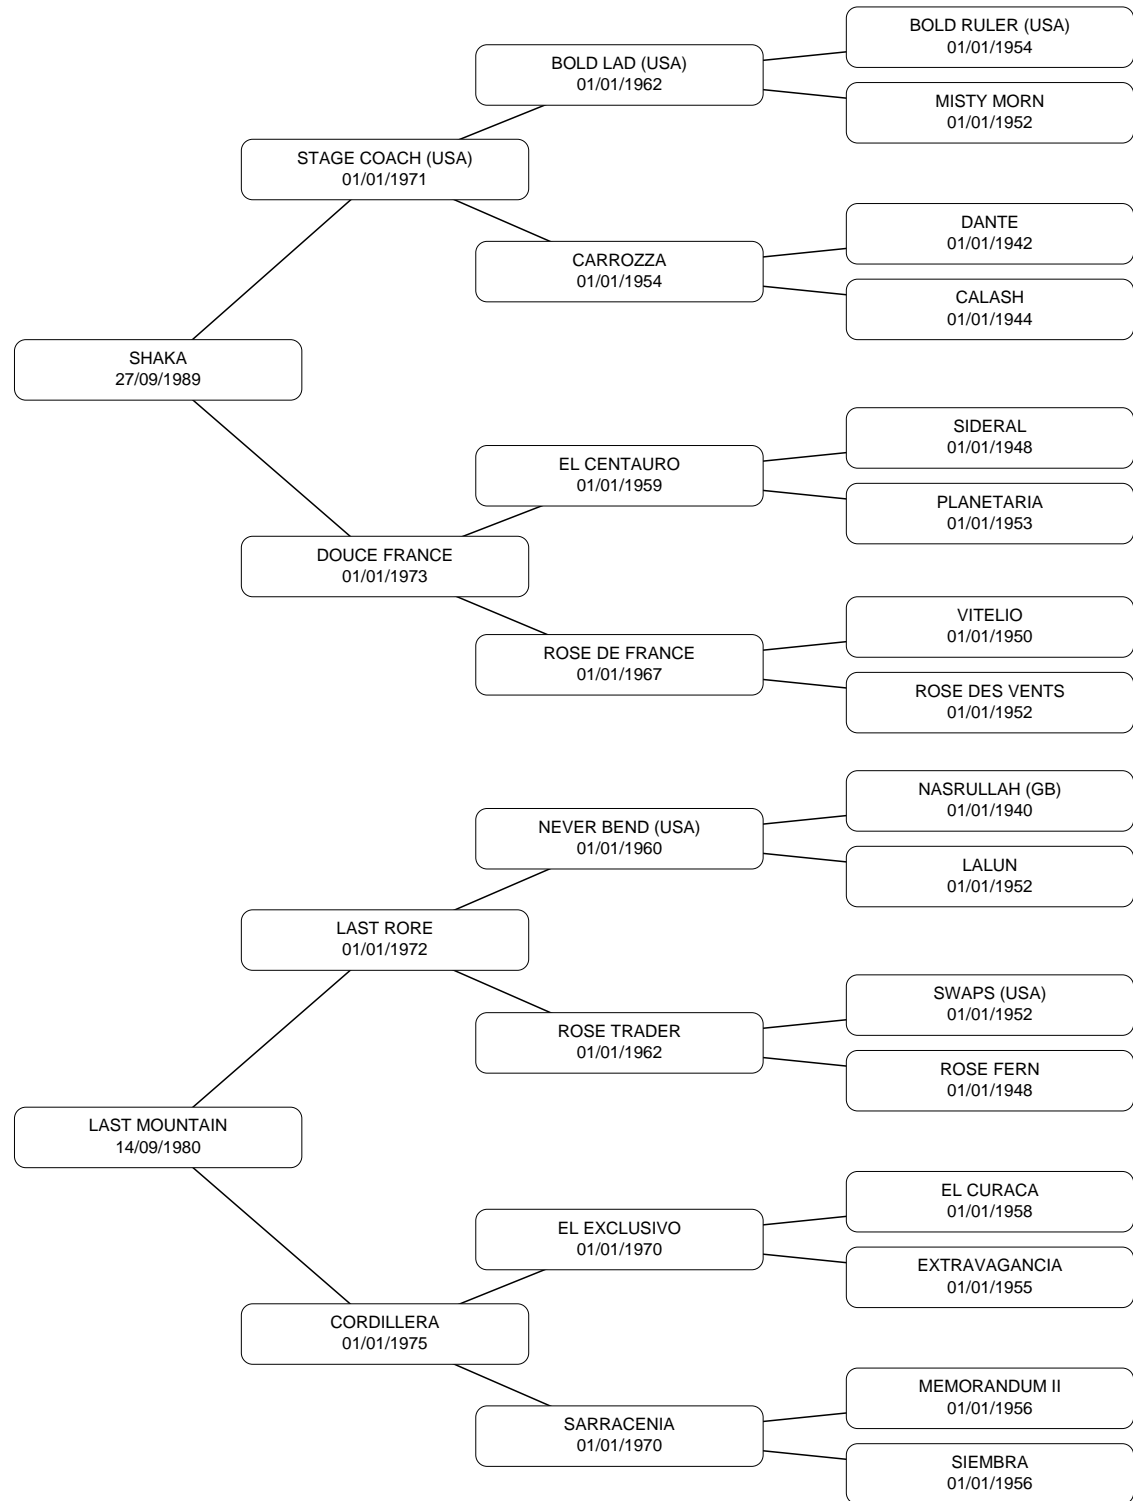 BOLD RULER (USA)
01/01/1954
BOLD LAD (USA)
01/01/1962
MISTY MORN
01/01/1952
STAGE COACH (USA)
01/01/1971
DANTE
01/01/1942
CARROZZA
01/01/1954
CALASH
01/01/1944
SHAKA
27/09/1989
SIDERAL
01/01/1948
EL CENTAURO
01/01/1959
PLANETARIA
01/01/1953
DOUCE FRANCE
01/01/1973
VITELIO
01/01/1950
ROSE DE FRANCE
01/01/1967
ROSE DES VENTS
01/01/1952
NASRULLAH (GB)
01/01/1940
NEVER BEND (USA)
01/01/1960
LALUN
01/01/1952
LAST RORE
01/01/1972
SWAPS (USA)
01/01/1952
ROSE TRADER
01/01/1962
ROSE FERN
01/01/1948
LAST MOUNTAIN
14/09/1980
EL CURACA
01/01/1958
EL EXCLUSIVO
01/01/1970
EXTRAVAGANCIA
01/01/1955
CORDILLERA
01/01/1975
MEMORANDUM II
01/01/1956
SARRACENIA
01/01/1970
SIEMBRA
01/01/1956